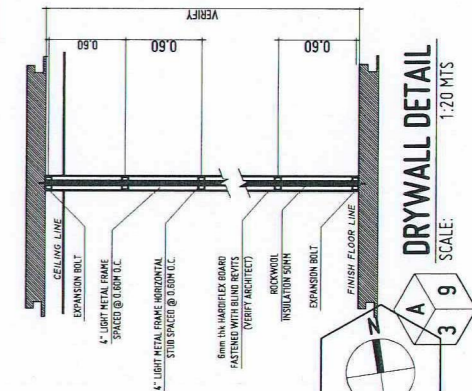 VERIFY
0.60
0.60
0.60
CEILING LINE
EXPANSION BOLT
4" LIGHT METAL FRAME
SPACED @ 0.60M O.C.
4" LIGHT METAL FRAME HORIZONTAL
STUD SPACED @ 0.60M O.C.
6mm thk HARDIFLEX BOARD
FASTENED WITH BLIND REVITS
(VERIFY ARCHITECT)
ROCKWOOL
INSULATION 50MM
EXPANSION BOLT
FINISH FLOOR LINE
DRYWALL DETAIL
SCALE: 1:20 MTS
A
3 9
N